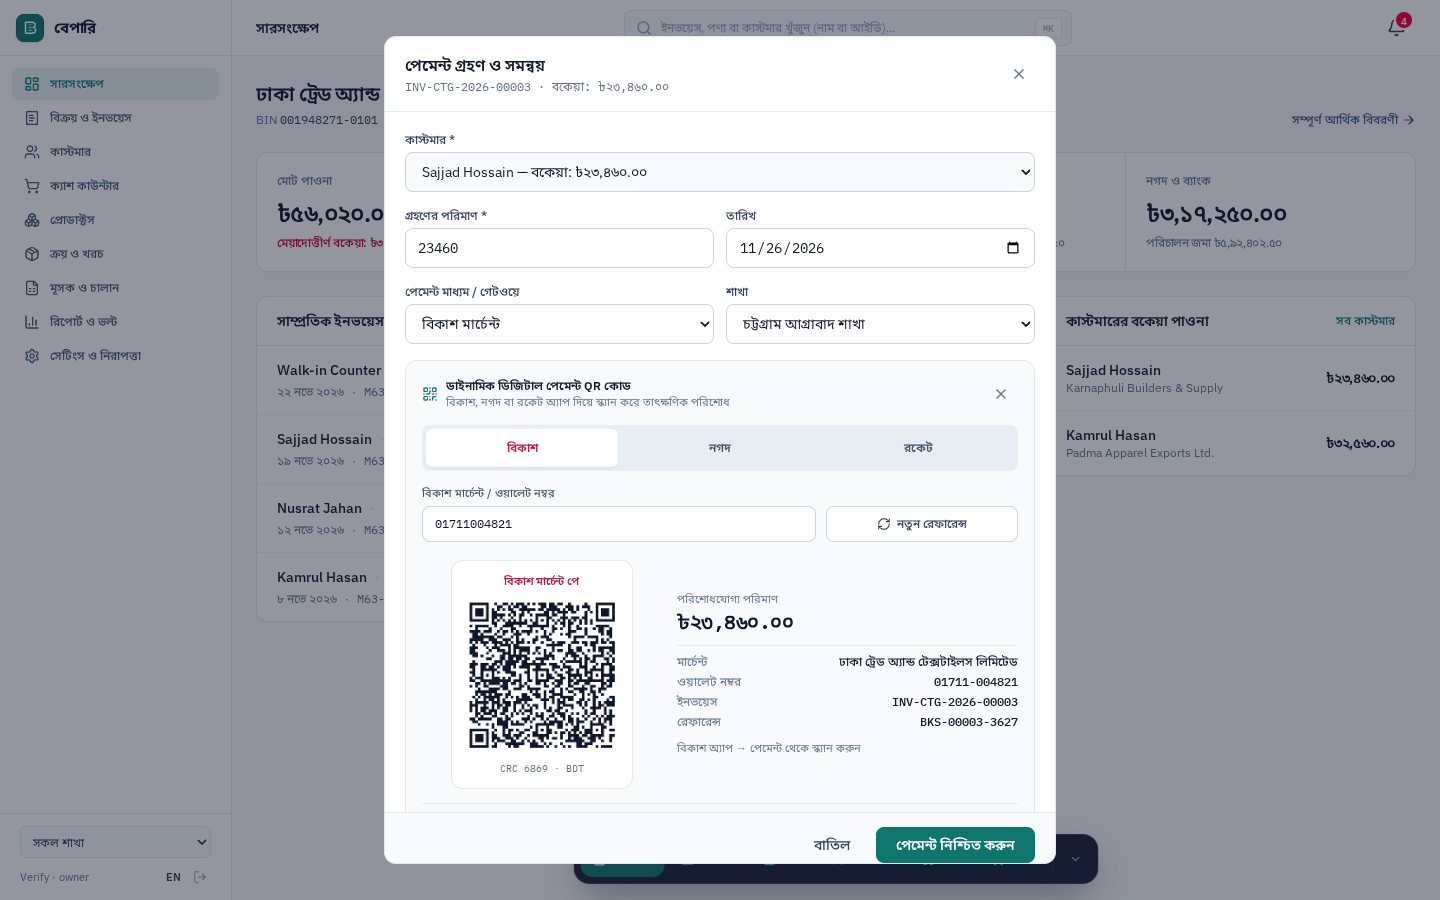 বেপারি
সারসংক্ষেপ
ইনভয়েস, পণ্য বা কাস্টমার খুঁজুন (নাম বা আইডি)...
⌘K
4
সারসংক্ষেপ
বিক্রয় ও ইনভয়েস
কাস্টমার
ক্যাশ কাউন্টার
প্রোডাক্টস
ক্রয় ও খরচ
মূসক ও চালান
রিপোর্ট ও ভল্ট
সেটিংস ও নিরাপত্তা
সকল শাখা
Verify · owner
EN
ঢাকা ট্রেড অ্যান্ড
BIN 001948271-0101
সম্পূর্ণ আর্থিক বিবরণী →
মোট পাওনা
৳৫৬,০২০.০
মেয়াদোত্তীর্ণ বকেয়া: ৳৩
নগদ ও ব্যাংক
৳৩,১৭,২৫০.০০
পরিচালন জমা ৳৫,৯২,৪০২.৫০
সাম্প্রতিক ইনভয়েস
Walk-in Counter
২২ নভে ২০২৬ · M63
Sajjad Hossain
১৯ নভে ২০২৬ · M63
Nusrat Jahan
১২ নভে ২০২৬ · M63
Kamrul Hasan
৮ নভে ২০২৬ · M63-
কাস্টমারের বকেয়া পাওনা
সব কাস্টমার
Sajjad Hossain
Karnaphuli Builders & Supply
৳২৩,৪৬০.০০
Kamrul Hasan
Padma Apparel Exports Ltd.
৳৩২,৫৬০.০০
পেমেন্ট গ্রহণ ও সমন্বয়
INV-CTG-2026-00003 · বকেয়া: ৳২৩,৪৬০.০০
কাস্টমার *
Sajjad Hossain — বকেয়া: ৳২৩,৪৬০.০০
গ্রহণের পরিমাণ *
তারিখ
23460
11/26/2026
পেমেন্ট মাধ্যম / গেটওয়ে
শাখা
বিকাশ মার্চেন্ট
চট্টগ্রাম আগ্রাবাদ শাখা
ডাইনামিক ডিজিটাল পেমেন্ট QR কোড
বিকাশ, নগদ বা রকেট অ্যাপ দিয়ে স্ক্যান করে তাৎক্ষণিক পরিশোধ
বিকাশ
নগদ
রকেট
বিকাশ মার্চেন্ট / ওয়ালেট নম্বর
01711004821
নতুন রেফারেন্স
বিকাশ মার্চেন্ট পে
CRC 6869 · BDT
পরিশোধযোগ্য পরিমাণ
৳২৩,৪৬০.০০
মার্চেন্ট ঢাকা ট্রেড অ্যান্ড টেক্সটাইলস লিমিটেড
ওয়ালেট নম্বর 01711-004821
ইনভয়েস INV-CTG-2026-00003
রেফারেন্স BKS-00003-3627
বিকাশ অ্যাপ → পেমেন্ট থেকে স্ক্যান করুন
বাতিল
পেমেন্ট নিশ্চিত করুন